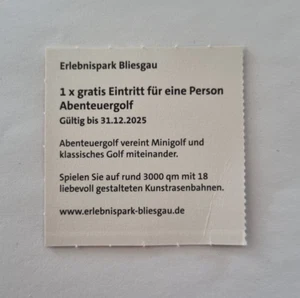 Erlebnispark Bliesgau
1 x gratis Eintritt für eine Person
Abenteuergolf
Gültig bis 31.12.2025
Abenteuergolf vereint Minigolf und
klassisches Golf miteinander.
Spielen Sie auf rund 3000 qm mit 18
liebevoll gestalteten Kunstrasenbahnen.
www.erlebnispark-bliesgau.de